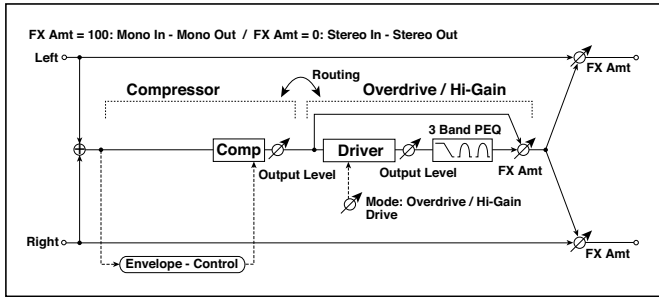 FX Amt = 100: Mono In - Mono Out / FX Amt = 0: Stereo In - Stereo Out
Left
FX Amt
Routing
Compressor
Overdrive / Hi-Gain
3 Band PEQ
Comp
Driver
Output Level
Output Level
FX Amt
Mode: Overdrive / Hi-Gain
Drive
Right
FX Amt
Envelope - Control